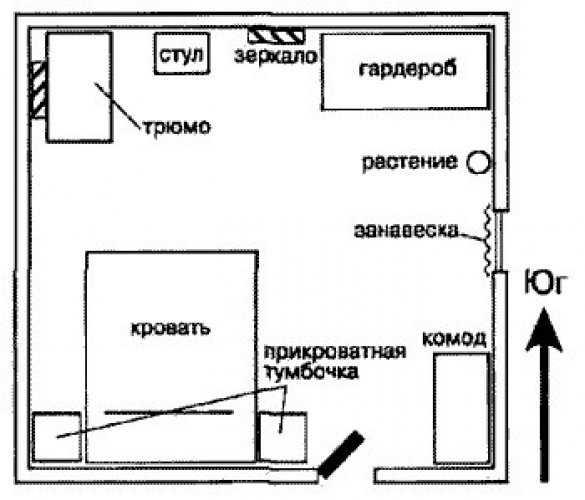 стул
зеркало
гардероб
трюмо
растение
занавеска
Юг
кровать
прикроватная
тумбочка
комод